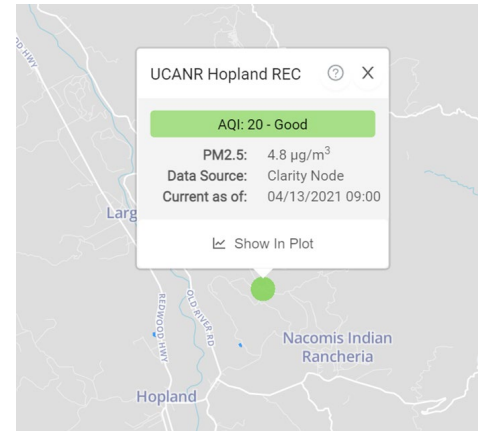 D HWY
UCANR Hopland REC
AQI: 20 - Good
PM2.5: 4.8 µg/m³
Data Source: Clarity Node
Current as of: 04/13/2021 09:00
Show In Plot
Larg
REDWOOD HWY
OLD RIVER RD
Nacomis Indian
Rancheria
Hopland